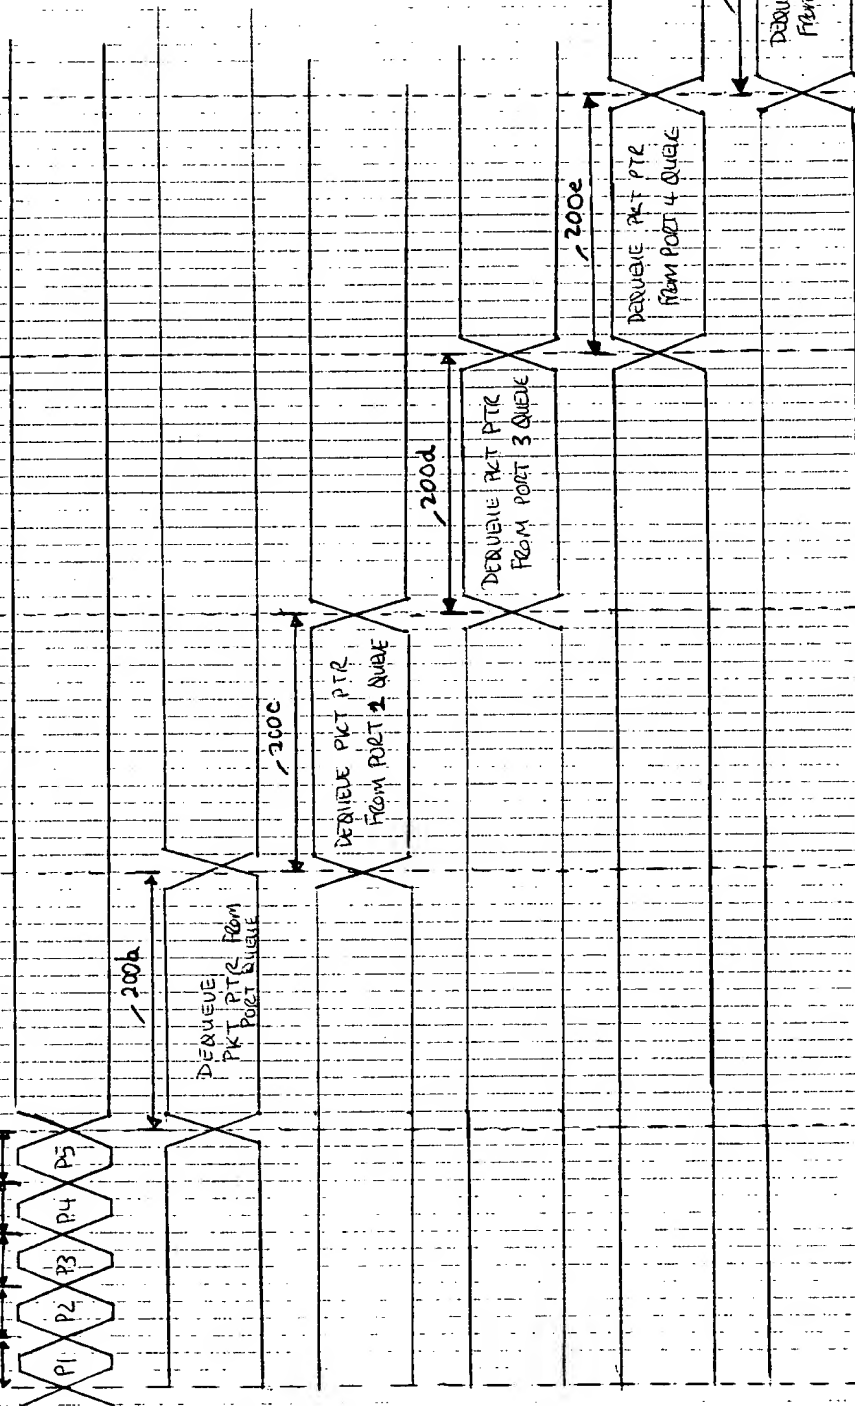 P1
P2
P3
P4
P5
200b
DEQUEUE
PKT PTR FROM
PORT QUEUE
200c
DEQUEUE PKT PTR
FROM PORT 2 QUEUE
200d
DEQUEUE PKT PTR
FROM PORT 3 QUEUE
200e
DEQUEUE PKT PTR
FROM PORT 4 QUEUE